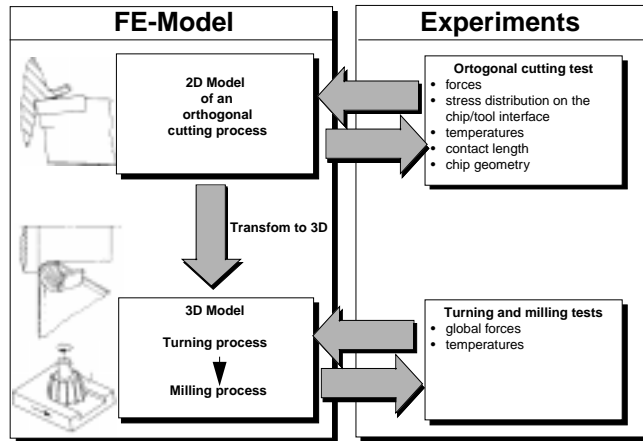 FE-Model
Experiments
2D Model
of an
orthogonal
cutting process
Ortogonal cutting test
• forces
• stress distribution on the
chip/tool interface
• temperatures
• contact length
• chip geometry
Transfom to 3D
3D Model
Turning process
Milling process
Turning and milling tests
• global forces
• temperatures